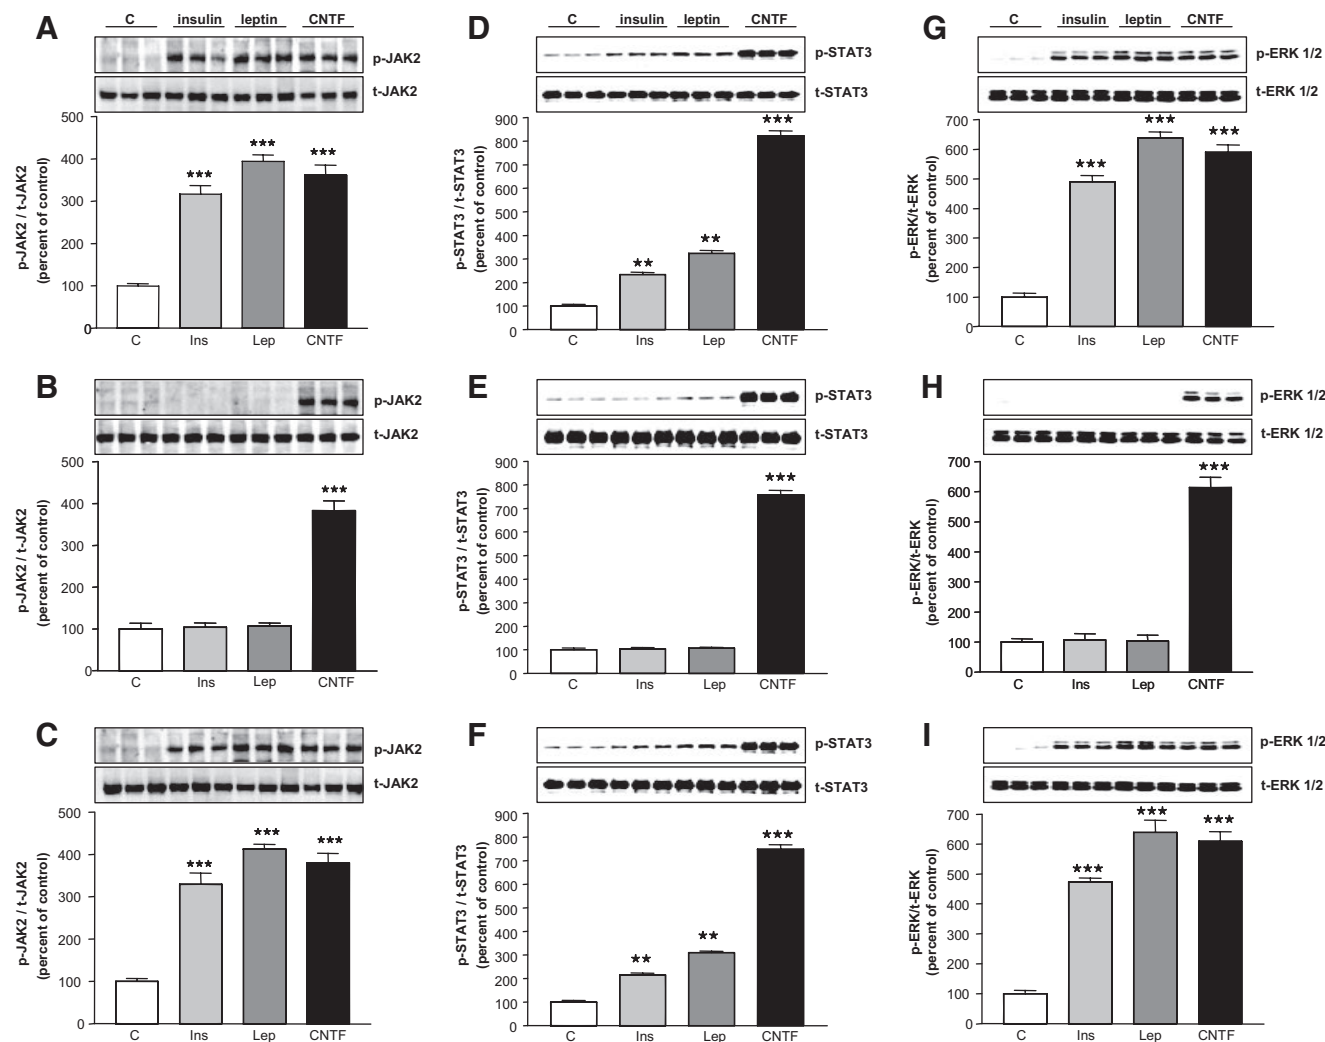 A
C insulin leptin CNTF
p-JAK2
t-JAK2
p-JAK2 / t-JAK2
(percent of control)
500
400
300
200
100
0
***
***
***
C Ins Lep CNTF
B
p-JAK2
t-JAK2
p-JAK2 / t-JAK2
(percent of control)
500
400
300
200
100
0
***
C Ins Lep CNTF
C
p-JAK2
t-JAK2
p-JAK2 / t-JAK2
(percent of control)
500
400
300
200
100
0
***
***
***
C Ins Lep CNTF
D
C insulin leptin CNTF
p-STAT3
t-STAT3
p-STAT3 / t-STAT3
(percent of control)
900
800
700
600
500
400
300
200
100
0
**
**
***
C Ins Lep CNTF
E
p-STAT3
t-STAT3
p-STAT3 / t-STAT3
(percent of control)
900
800
700
600
500
400
300
200
100
0
***
C Ins Lep CNTF
F
p-STAT3
t-STAT3
p-STAT3 / t-STAT3
(percent of control)
900
800
700
600
500
400
300
200
100
0
**
**
***
C Ins Lep CNTF
G
C insulin leptin CNTF
p-ERK 1/2
t-ERK 1/2
p-ERK/t-ERK
(percent of control)
700
600
500
400
300
200
100
0
***
***
***
C Ins Lep CNTF
H
p-ERK 1/2
t-ERK 1/2
p-ERK/t-ERK
(percent of control)
700
600
500
400
300
200
100
0
***
C Ins Lep CNTF
I
p-ERK 1/2
t-ERK 1/2
p-ERK/t-ERK
(percent of control)
700
600
500
400
300
200
100
0
***
***
***
C Ins Lep CNTF